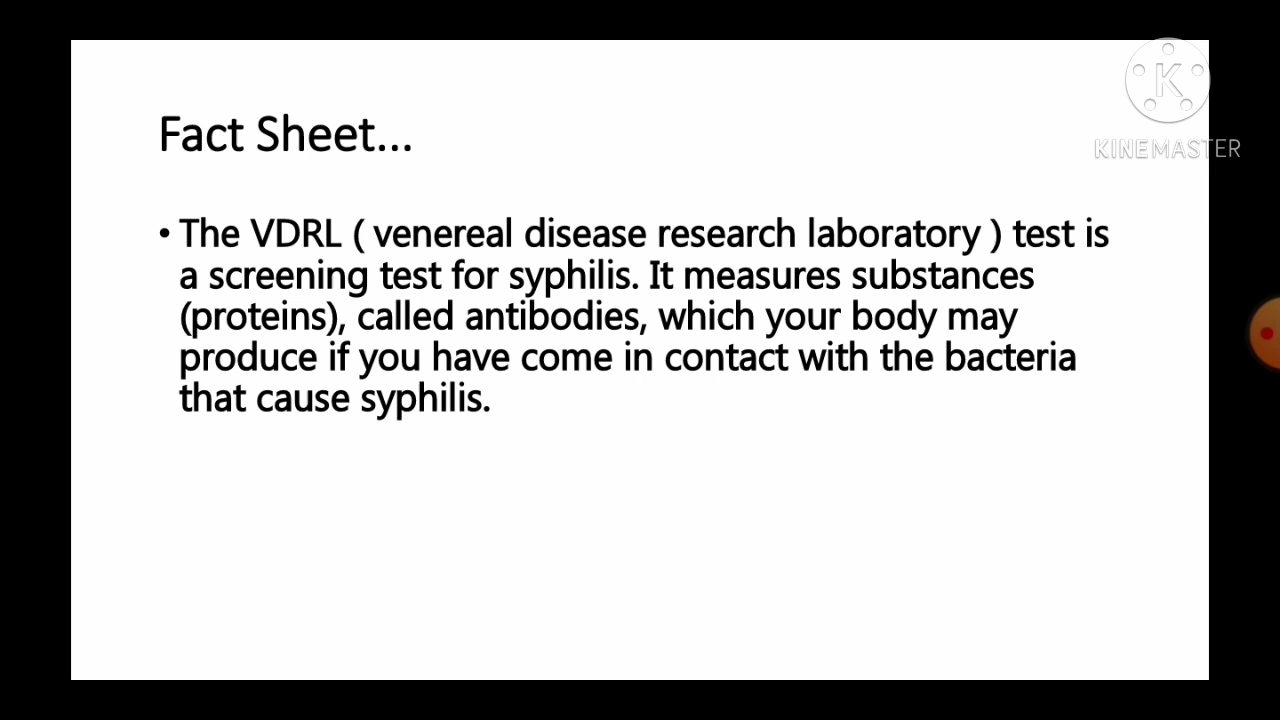 K
KINEMASTER
Fact Sheet...
• The VDRL ( venereal disease research laboratory ) test is
a screening test for syphilis. It measures substances
(proteins), called antibodies, which your body may
produce if you have come in contact with the bacteria
that cause syphilis.